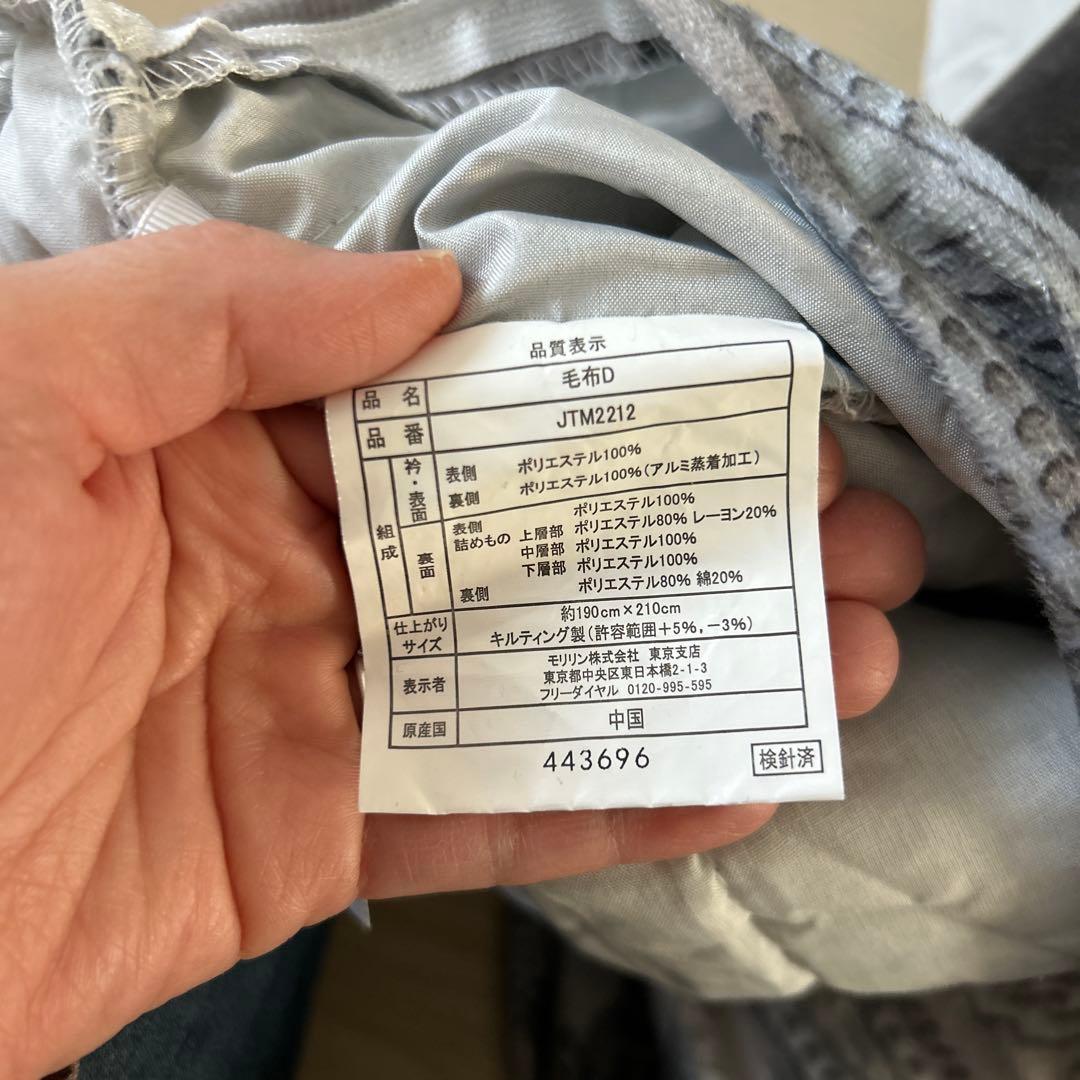 品質表示
品 名 毛布D
品 番 JTM2212
組成 衿・表面 表側 ポリエステル100%
裏側 ポリエステル100%(アルミ蒸着加工)
裏面 表側 ポリエステル100%
詰めもの 上層部 ポリエステル80% レーヨン20%
中層部 ポリエステル100%
下層部 ポリエステル100%
裏側 ポリエステル80% 綿20%
仕上がりサイズ 約190cm×210cm
キルティング製(許容範囲+5%,-3%)
表示者 モリリン株式会社 東京支店
東京都中央区東日本橋2-1-3
フリーダイヤル 0120-995-595
原産国 中国
443696 検針済